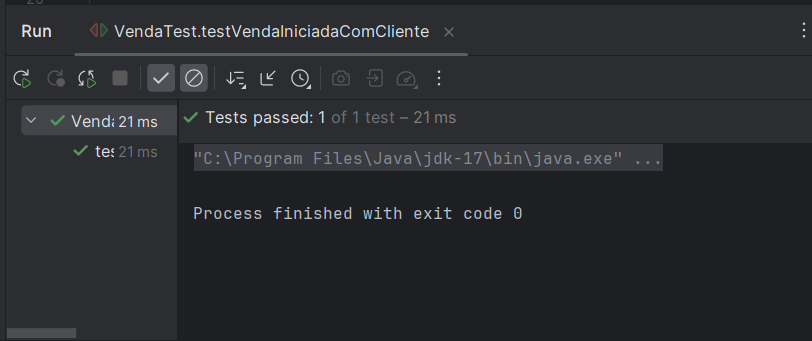 Run VendaTest.testVendaIniciadaComCliente
Venda 21 ms
tes 21 ms
Tests passed: 1 of 1 test – 21 ms
"C:\Program Files\Java\jdk-17\bin\java.exe" ...
Process finished with exit code 0